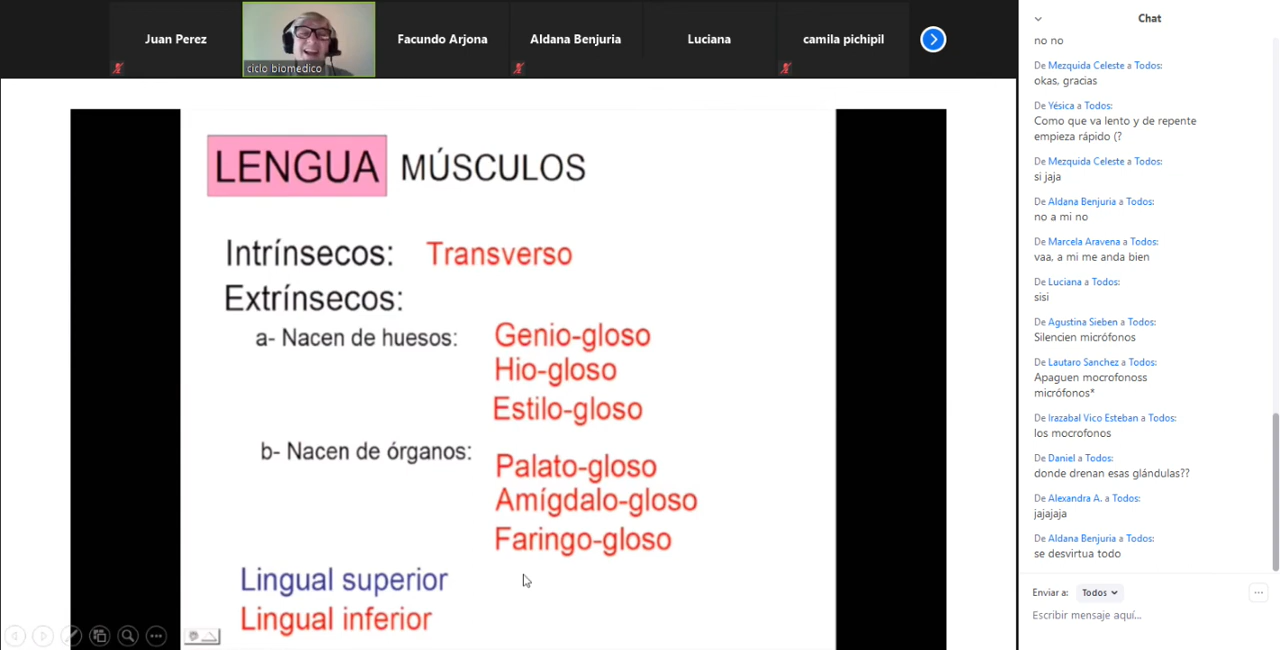 Juan Perez
ciclo biomedico
Facundo Arjona
Aldana Benjuria
Luciana
camila pichipil
LENGUA MÚSCULOS
Intrínsecos: Transverso
Extrínsecos:
a- Nacen de huesos: Genio-gloso
Hio-gloso
Estilo-gloso
b- Nacen de órganos: Palato-gloso
Amígdalo-gloso
Faringo-gloso
Lingual superior
Lingual inferior
Chat
no no
De Mezquida Celeste a Todos:
okas, gracias
De Yésica a Todos:
Como que va lento y de repente
empieza rápido (?
De Mezquida Celeste a Todos:
si jaja
De Aldana Benjuria a Todos:
no a mi no
De Marcela Aravena a Todos:
vaa, a mi me anda bien
De Luciana a Todos:
sisi
De Agustina Sieben a Todos:
Silencien micrófonos
De Lautaro Sanchez a Todos:
Apaguen mocrofonoss
micrófonos*
De Irazabal Vico Esteban a Todos:
los mocrofonos
De Daniel a Todos:
donde drenan esas glándulas??
De Alexandra A. a Todos:
jajajaja
De Aldana Benjuria a Todos:
se desvirtua todo
Enviar a: Todos
Escribir mensaje aquí...